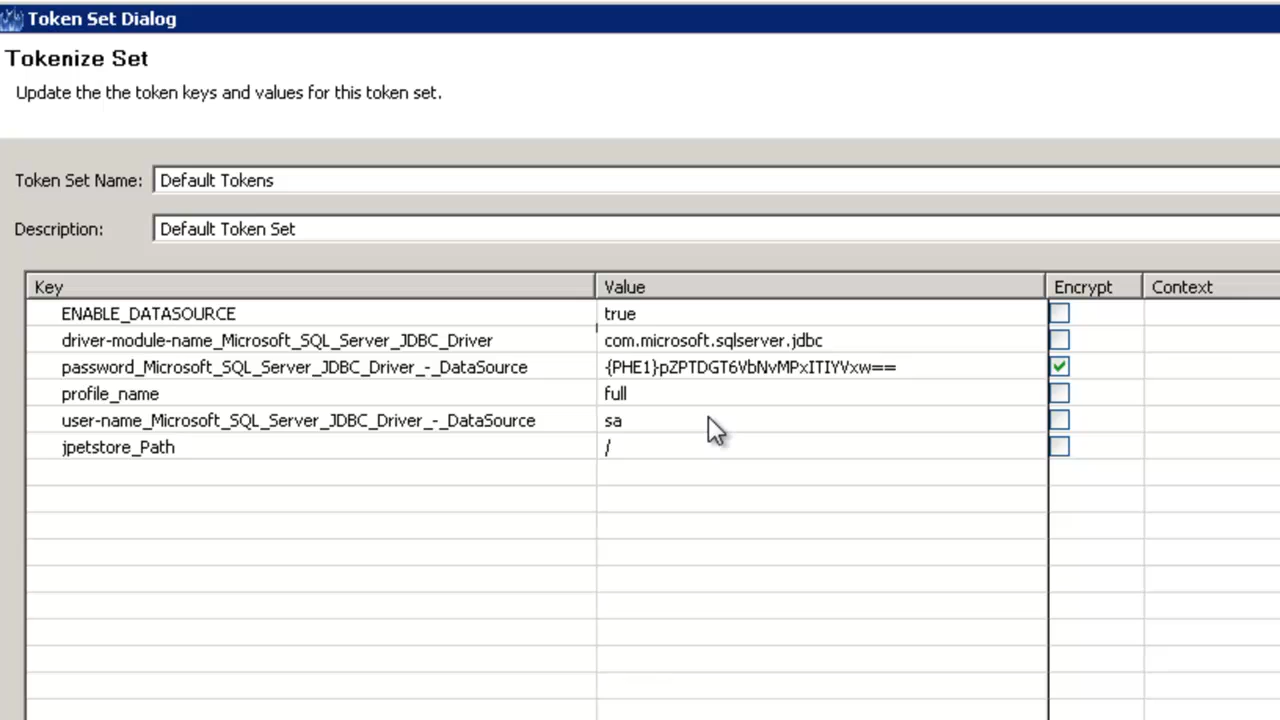 Token Set Dialog
Tokenize Set
Update the the token keys and values for this token set.
Token Set Name: Default Tokens
Description: Default Token Set
Key Value Encrypt Context
ENABLE_DATASOURCE true
driver-module-name_Microsoft_SQL_Server_JDBC_Driver com.microsoft.sqlserver.jdbc
password_Microsoft_SQL_Server_JDBC_Driver_-_DataSource {PHE1}pZPTDGT6VbNvMPxITIYVxw==
profile_name full
user-name_Microsoft_SQL_Server_JDBC_Driver_-_DataSource sa
jpetstore_Path /